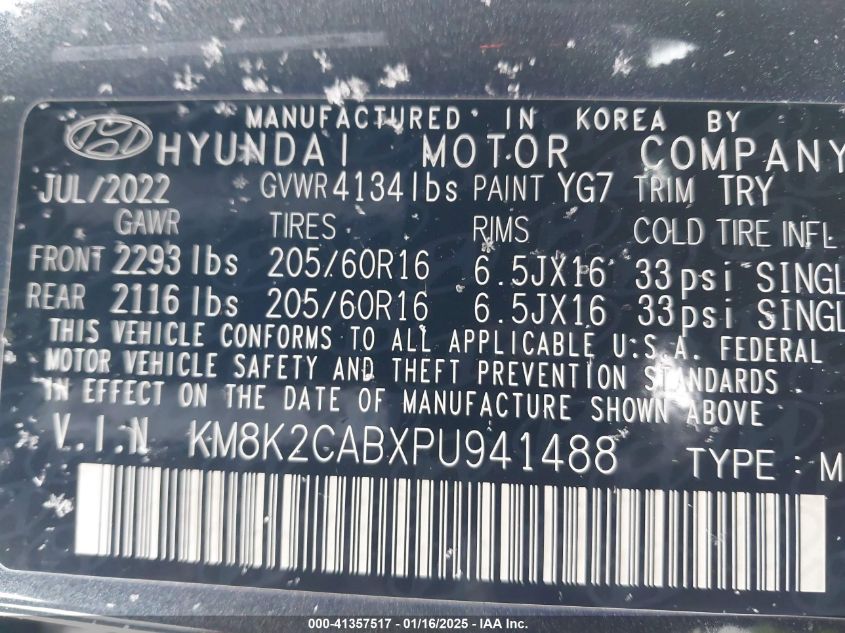 MANUFACTURED IN KOREA BY
HYUNDAI MOTOR COMPANY
JUL/2022 GVWR 4134 lbs PAINT YG7 TRIM TRY
GAWR TIRES RIMS COLD TIRE INFL
FRONT 2293 lbs 205/60R16 6.5JX16 33psi SINGL
REAR 2116 lbs 205/60R16 6.5JX16 33psi SINGL
THIS VEHICLE CONFORMS TO ALL APPLICABLE U.S.A. FEDERAL
MOTOR VEHICLE SAFETY AND THEFT PREVENTION STANDARDS
IN EFFECT ON THE DATE OF MANUFACTURE SHOWN ABOVE
V.I.N KM8K2CABXPU941488 TYPE : M
000-41357517 - 01/16/2025 - IAA Inc.